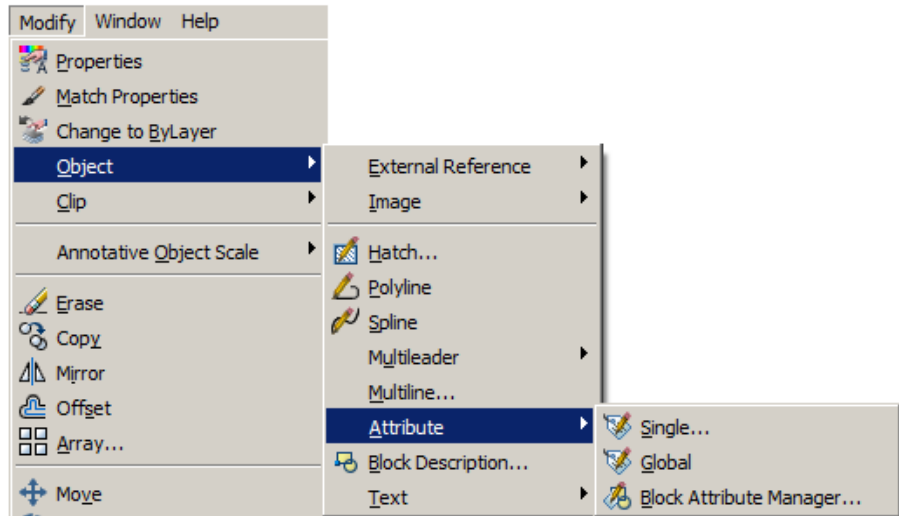 Modify Window Help
Properties
Match Properties
Change to ByLayer
Object
Clip
Annotative Object Scale
Erase
Copy
Mirror
Offset
Array...
Move
External Reference
Image
Hatch...
Polyline
Spline
Multileader
Multiline...
Attribute
Block Description...
Text
Single...
Global
Block Attribute Manager...